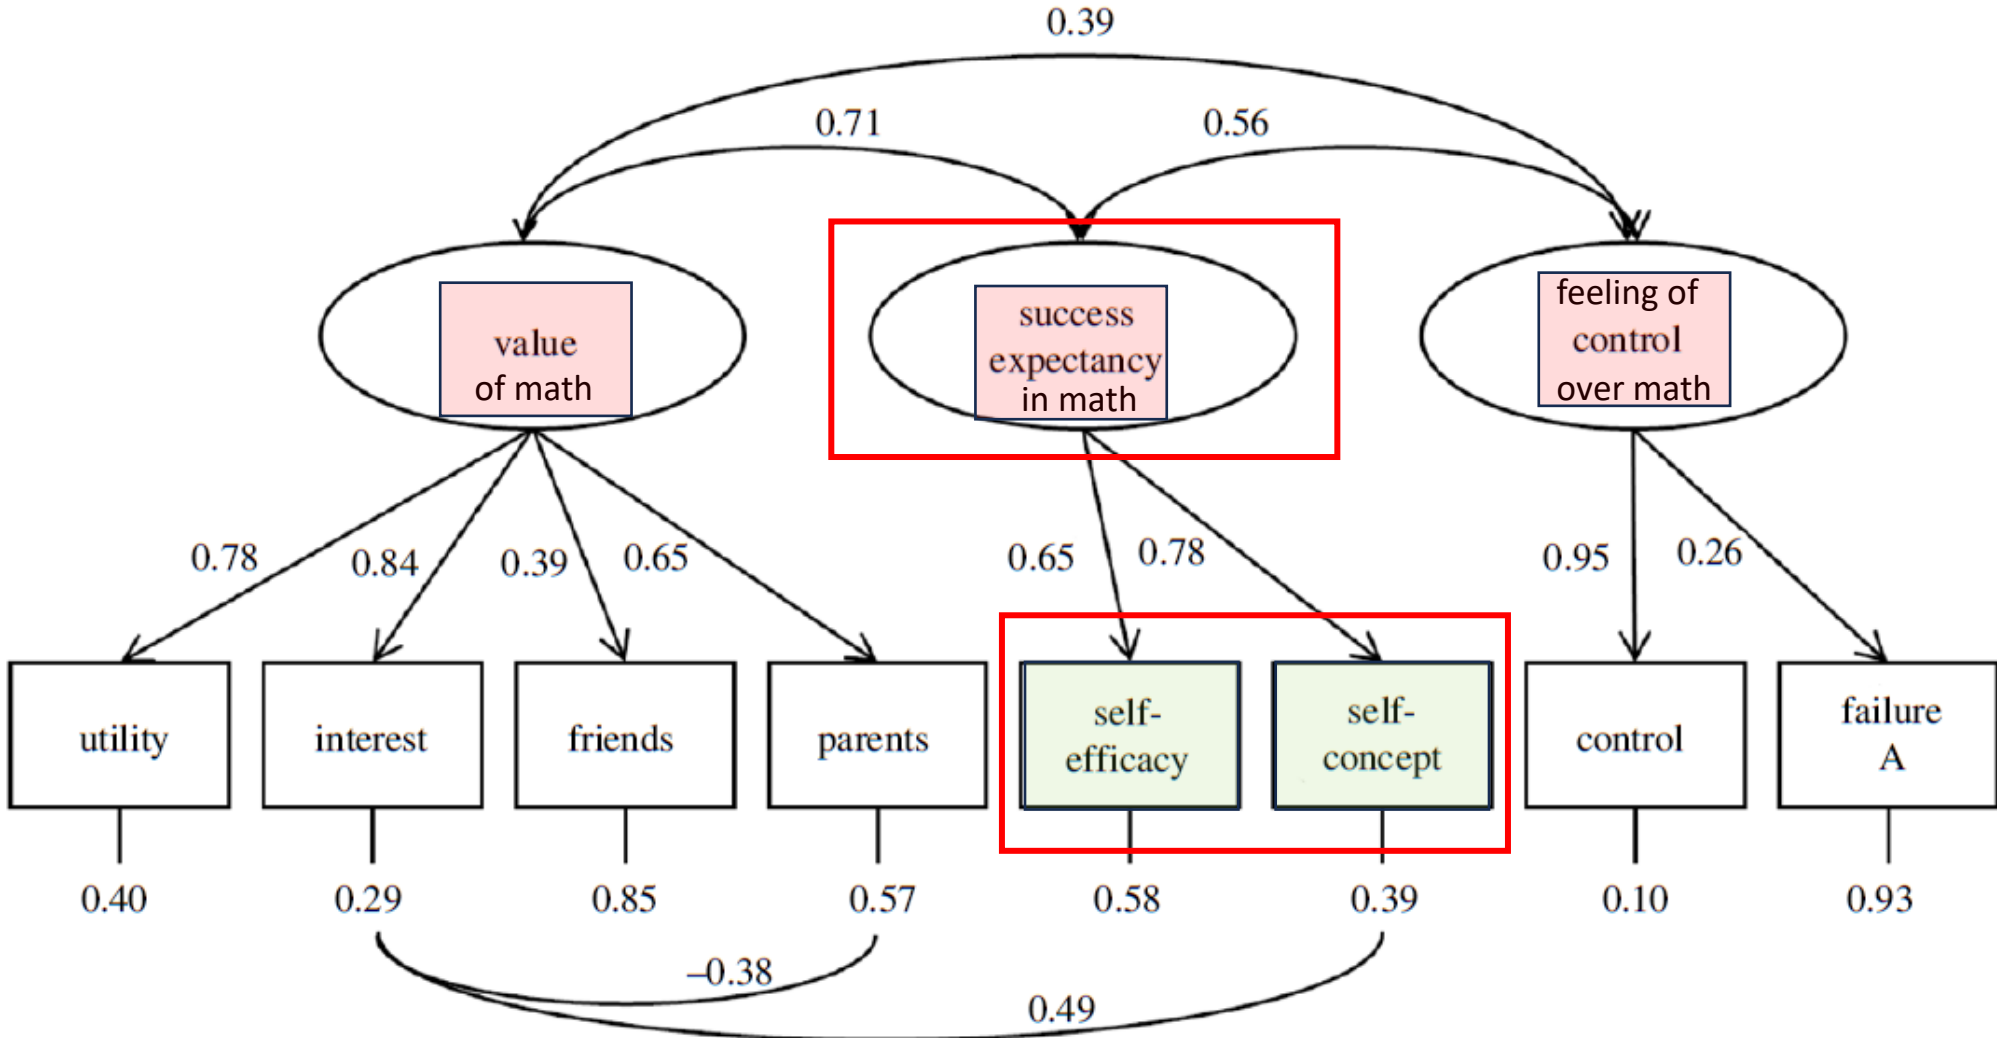 0.39
0.71
0.56
value
of math
success
expectancy
in math
feeling of
control
over math
0.78
0.84
0.39
0.65
0.65
0.78
0.95
0.26
utility
interest
friends
parents
self-
efficacy
self-
concept
control
failure
A
0.40
0.29
0.85
0.57
0.58
0.39
0.10
0.93
–0.38
0.49